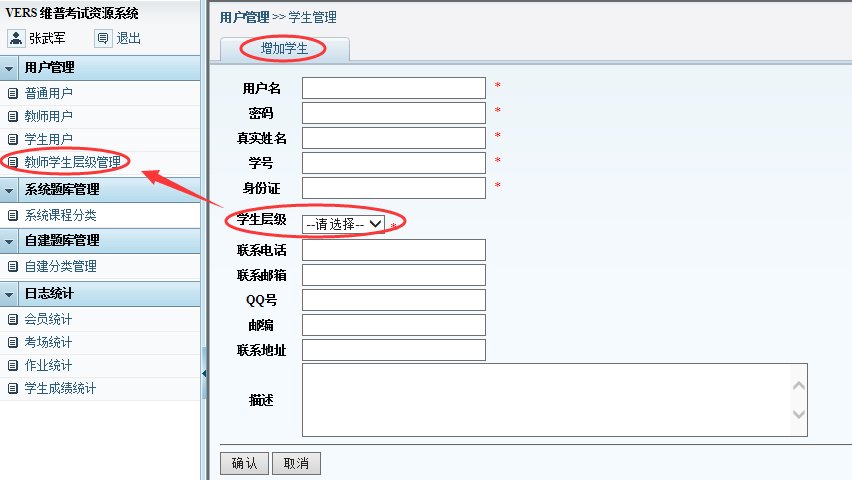 VERS 维普考试资源系统
张武军 退出
用户管理
普通用户
教师用户
学生用户
教师学生层级管理
系统题库管理
系统课程分类
自建题库管理
自建分类管理
日志统计
会员统计
考场统计
作业统计
学生成绩统计
用户管理 >> 学生管理
增加学生
用户名 *
密码 *
真实姓名 *
学号 *
身份证 *
学生层级 --请选择-- *
联系电话
联系邮箱
QQ号
邮编
联系地址
描述
确认 取消